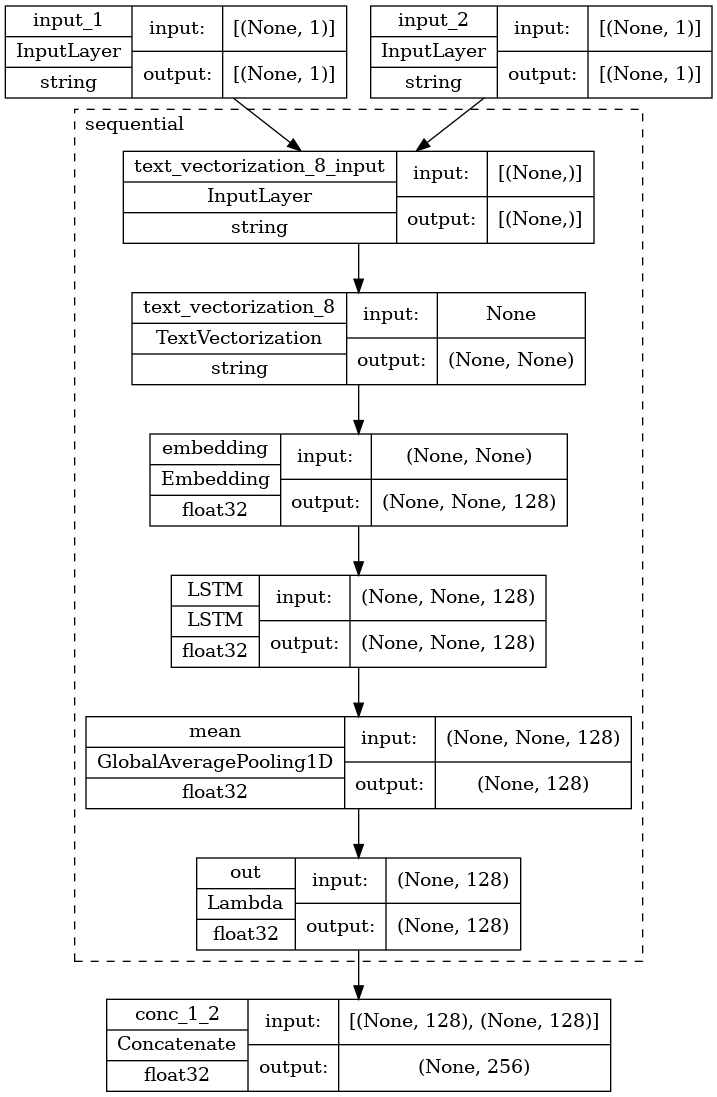 input_1
InputLayer
string
input:
[(None, 1)]
output:
[(None, 1)]
input_2
InputLayer
string
input:
[(None, 1)]
output:
[(None, 1)]
sequential
text_vectorization_8_input
InputLayer
string
input:
[(None,)]
output:
[(None,)]
text_vectorization_8
TextVectorization
string
input:
None
output:
(None, None)
embedding
Embedding
float32
input:
(None, None)
output:
(None, None, 128)
LSTM
LSTM
float32
input:
(None, None, 128)
output:
(None, None, 128)
mean
GlobalAveragePooling1D
float32
input:
(None, None, 128)
output:
(None, 128)
out
Lambda
float32
input:
(None, 128)
output:
(None, 128)
conc_1_2
Concatenate
float32
input:
[(None, 128), (None, 128)]
output:
(None, 256)